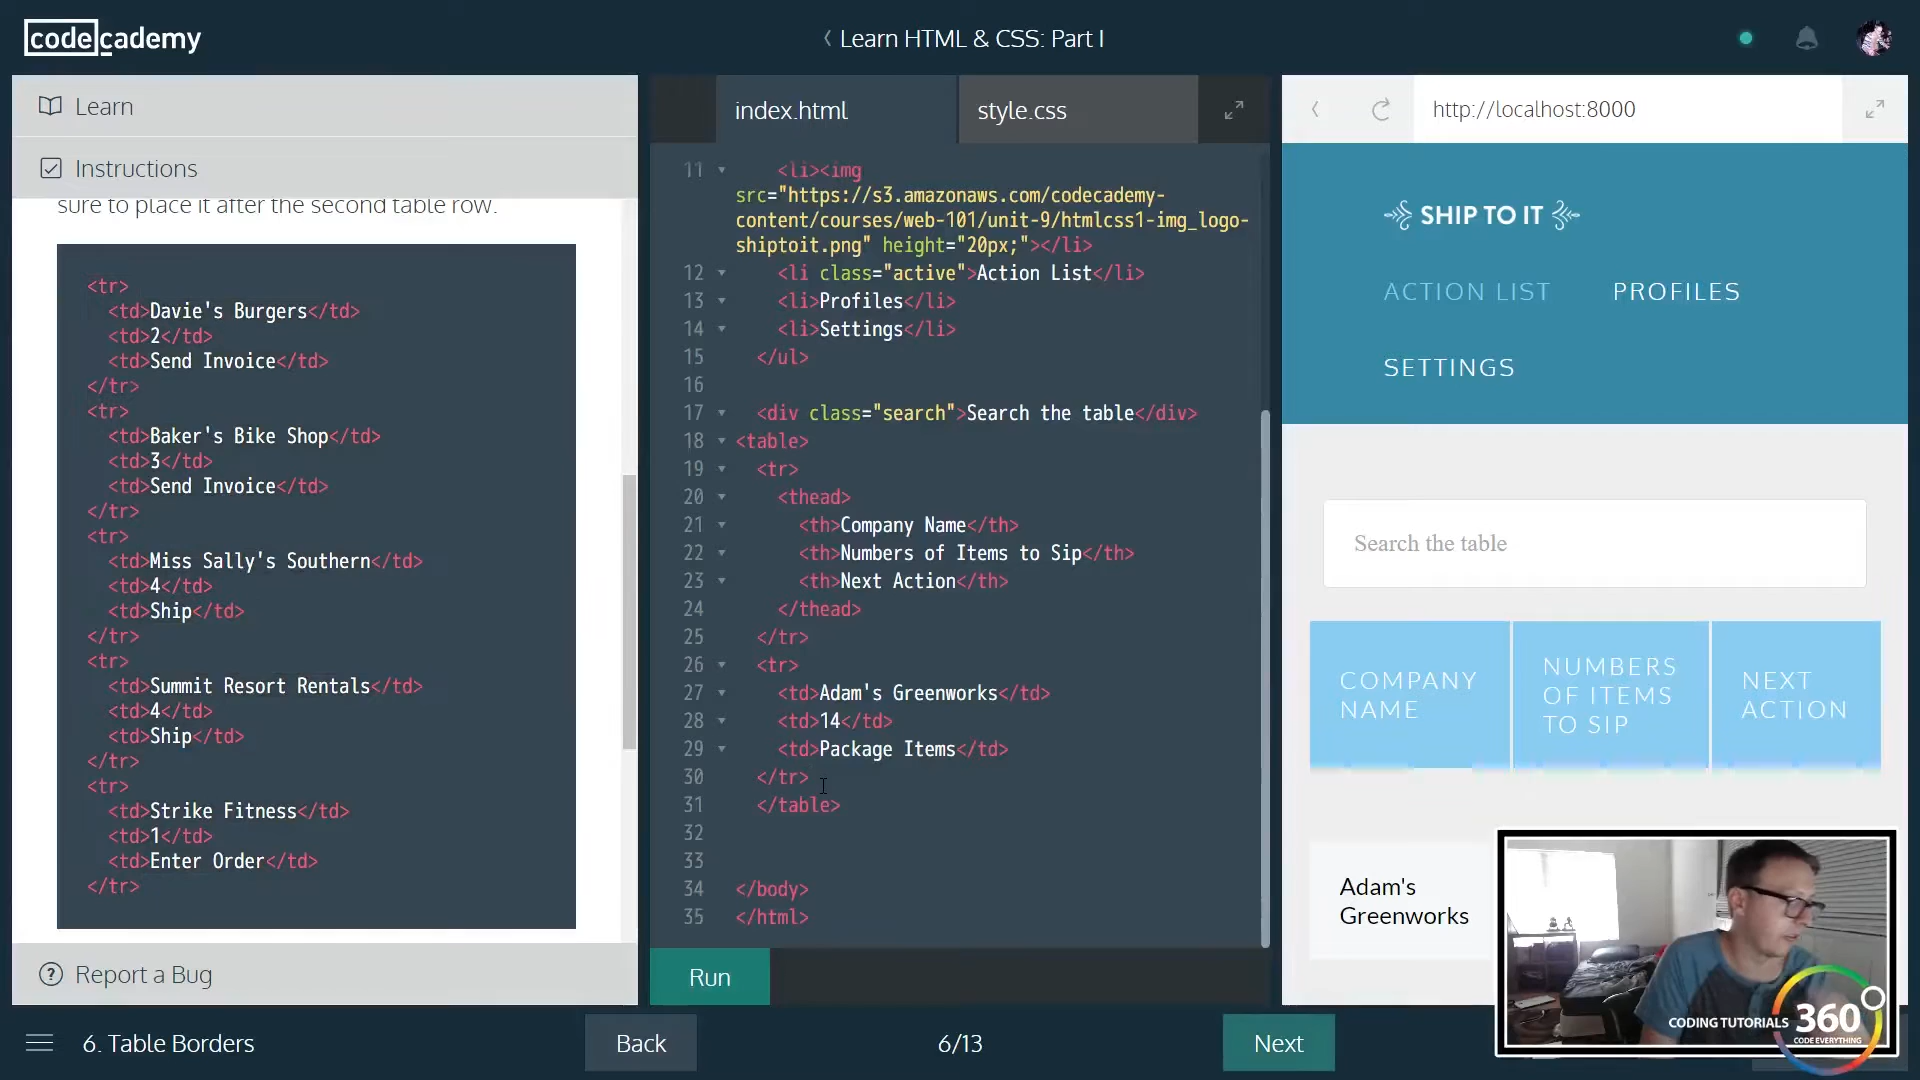 codecademy
Learn HTML & CSS: Part I
Learn
Instructions
sure to place it after the second table row.
<tr>
<td>Davie's Burgers</td>
<td>2</td>
<td>Send Invoice</td>
</tr>
<tr>
<td>Baker's Bike Shop</td>
<td>3</td>
<td>Send Invoice</td>
</tr>
<tr>
<td>Miss Sally's Southern</td>
<td>4</td>
<td>Ship</td>
</tr>
<tr>
<td>Summit Resort Rentals</td>
<td>4</td>
<td>Ship</td>
</tr>
<tr>
<td>Strike Fitness</td>
<td>1</td>
<td>Enter Order</td>
</tr>
Report a Bug
index.html
style.css
11 <li><img
src="https://s3.amazonaws.com/codecademy-
content/courses/web-101/unit-9/htmlcss1-img_logo-
shiptoit.png" height="20px;"></li>
12 <li class="active">Action List</li>
13 <li>Profiles</li>
14 <li>Settings</li>
15 </ul>
16
17 <div class="search">Search the table</div>
18 <table>
19 <tr>
20 <thead>
21 <th>Company Name</th>
22 <th>Numbers of Items to Sip</th>
23 <th>Next Action</th>
24 </thead>
25 </tr>
26 <tr>
27 <td>Adam's Greenworks</td>
28 <td>14</td>
29 <td>Package Items</td>
30 </tr>
31 </table>
32
33
34 </body>
35 </html>
Run
http://localhost:8000
SHIP TO IT
ACTION LIST PROFILES
SETTINGS
Search the table
COMPANY
NAME
NUMBERS
OF ITEMS
TO SIP
NEXT
ACTION
Adam's
Greenworks
CODING TUTORIALS 360
CODE EVERYTHING
6. Table Borders
Back
6/13
Next